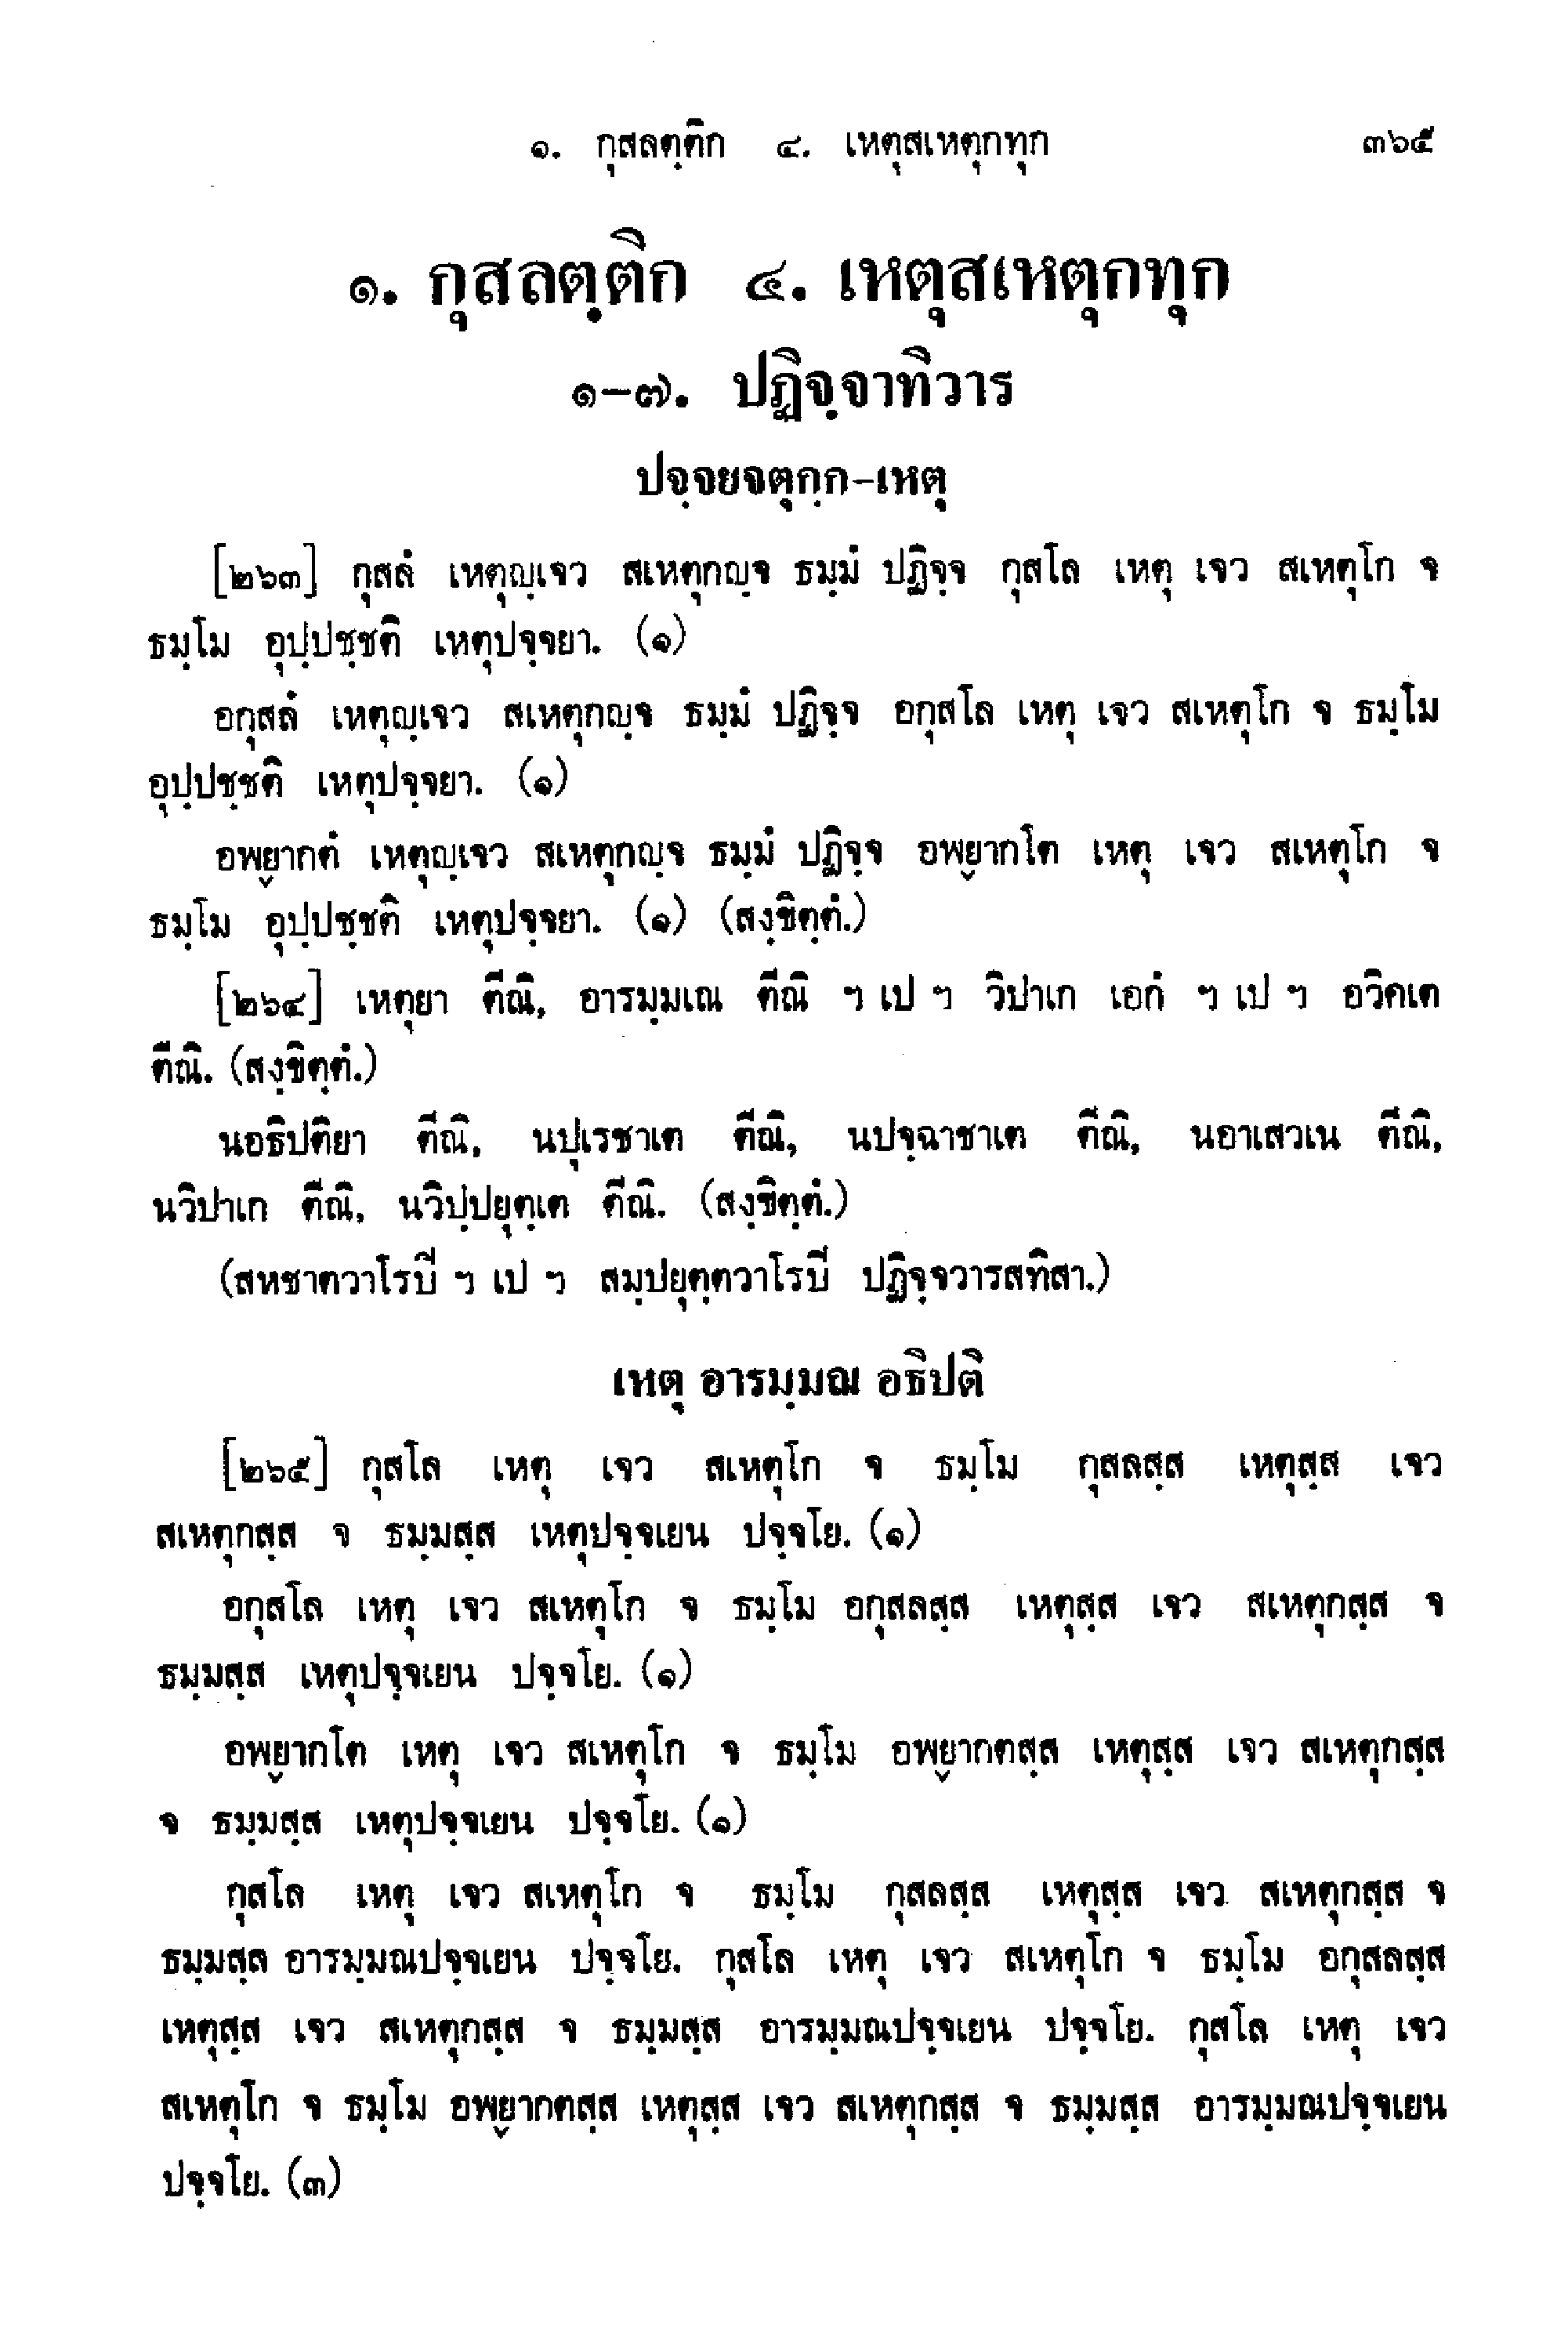 ๑. กุสลตฺติก ๔. เหตุสเหตุกทุก ๓๖๕
๑. กุสลตฺติก ๔. เหตุสเหตุกทุก
๑-๗. ปฏิจฺจาทิวาร
ปจฺจยจตุกฺก-เหตุ
[๒๖๓] กุสลํ เหตุญฺเจว สเหตุกญฺจ ธมฺมํ ปฏิจฺจ กุสโล เหตุ เจว สเหตุโก จ
ธมฺโม อุปฺปชฺชติ เหตุปจฺจยา. (๑)
อกุสลํ เหตุญฺเจว สเหตุกญฺจ ธมฺมํ ปฏิจฺจ อกุสโล เหตุ เจว สเหตุโก จ ธมฺโม
อุปฺปชฺชติ เหตุปจฺจยา. (๑)
อพฺยากตํ เหตุญฺเจว สเหตุกญฺจ ธมฺมํ ปฏิจฺจ อพฺยากโต เหตุ เจว สเหตุโก จ
ธมฺโม อุปฺปชฺชติ เหตุปจฺจยา. (๑) (สงฺขิตฺตํ.)
[๒๖๔] เหตุยา ตีณิ, อารมฺมเณ ตีณิ ฯ เป ฯ วิปาเก เอกํ ฯ เป ฯ อวิคเต
ตีณิ. (สงฺขิตฺตํ.)
นอธิปติยา ตีณิ, นปุเรชาเต ตีณิ, นปจฺฉาชาเต ตีณิ, นอาเสวเน ตีณิ,
นวิปาเก ตีณิ, นวิปฺปยุตฺเต ตีณิ. (สงฺขิตฺตํ.)
(สหชาตวาโรปี ฯ เป ฯ สมฺปยุตฺตวาโรปี ปฏิจฺจวารสทิสา.)
เหตุ อารมฺมณ อธิปติ
[๒๖๕] กุสโล เหตุ เจว สเหตุโก จ ธมฺโม กุสลสฺส เหตุสฺส เจว
สเหตุกสฺส จ ธมฺมสฺส เหตุปจฺจเยน ปจฺจโย. (๑)
อกุสโล เหตุ เจว สเหตุโก จ ธมฺโม อกุสลสฺส เหตุสฺส เจว สเหตุกสฺส จ
ธมฺมสฺส เหตุปจฺจเยน ปจฺจโย. (๑)
อพฺยากโต เหตุ เจว สเหตุโก จ ธมฺโม อพฺยากตสฺส เหตุสฺส เจว สเหตุกสฺส
จ ธมฺมสฺส เหตุปจฺจเยน ปจฺจโย. (๑)
กุสโล เหตุ เจว สเหตุโก จ ธมฺโม กุสลสฺส เหตุสฺส เจว สเหตุกสฺส จ
ธมฺมสฺส อารมฺมณปจฺจเยน ปจฺจโย. กุสโล เหตุ เจว สเหตุโก จ ธมฺโม อกุสลสฺส
เหตุสฺส เจว สเหตุกสฺส จ ธมฺมสฺส อารมฺมณปจฺจเยน ปจฺจโย. กุสโล เหตุ เจว
สเหตุโก จ ธมฺโม อพฺยากตสฺส เหตุสฺส เจว สเหตุกสฺส จ ธมฺมสฺส อารมฺมณปจฺจเยน
ปจฺจโย. (๓)